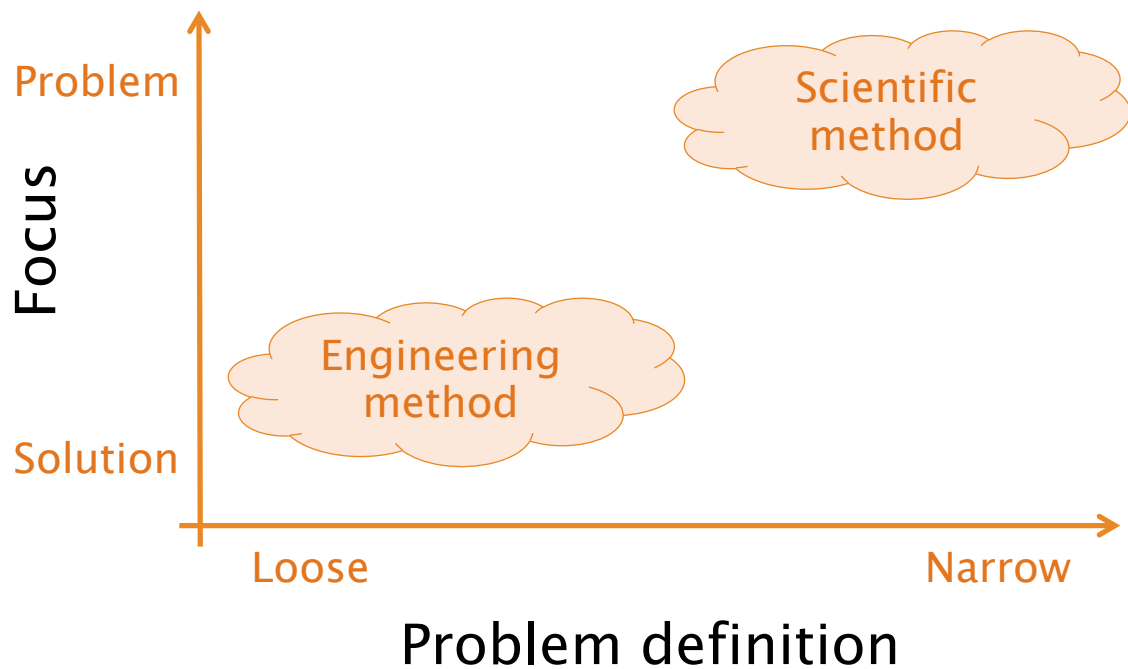 Problem
Scientific
method
Focus
Engineering
method
Solution
Loose
Narrow
Problem definition